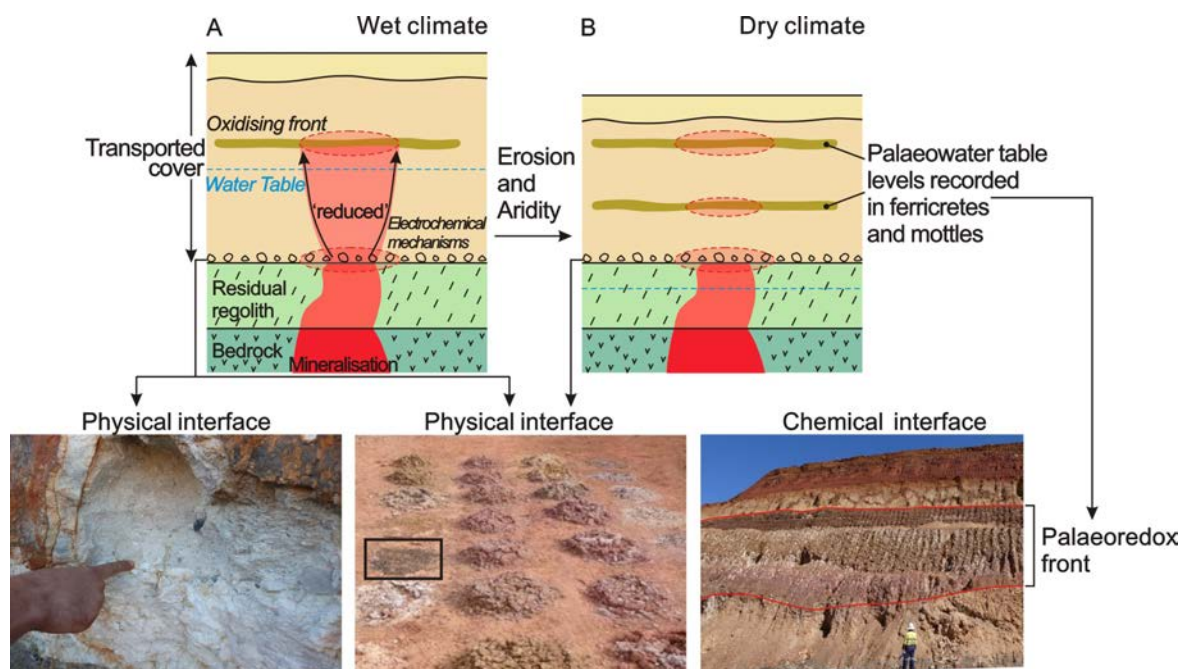 A
Wet climate
B
Dry climate
Oxidising front
Transported
cover
Water Table
'reduced'
Electrochemical
mechanisms
Erosion
and
Aridity
Palaeowater table
levels recorded
in ferricretes
and mottles
Residual
regolith
Bedrock
Mineralisation
Physical interface
Physical interface
Chemical interface
Palaeoredox
front